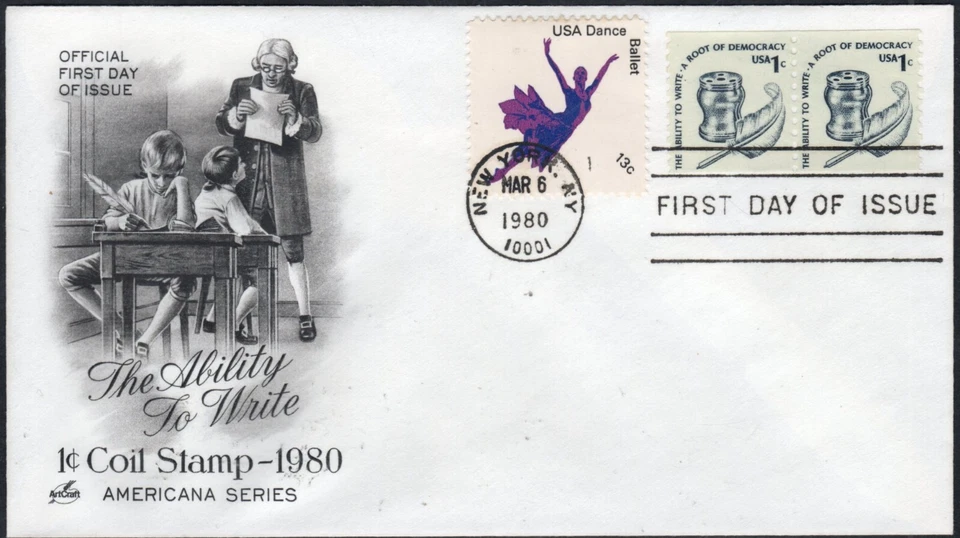 OFFICIAL
FIRST DAY
OF ISSUE
The Ability
To Write
1¢ Coil Stamp-1980
ArtCraft
AMERICANA SERIES
USA Dance
Ballet
13c
NEW YORK, NY
MAR 6
1980
10001
THE ABILITY TO WRITE·A ROOT OF DEMOCRACY
USA 1c
THE ABILITY TO WRITE·A ROOT OF DEMOCRACY
USA 1c
FIRST DAY OF ISSUE